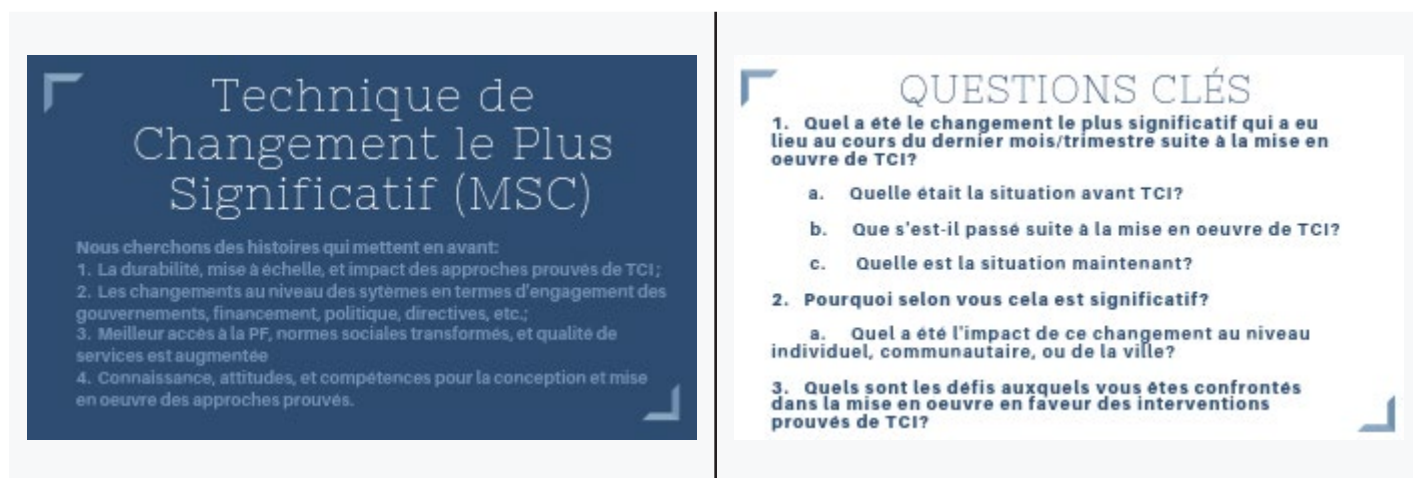 Technique de
Changement le Plus
Significatif (MSC)
Nous cherchons des histoires qui mettent en avant:
1. La durabilité, mise à échelle, et impact des approches prouvés de TCI;
2. Les changements au niveau des sytèmes en termes d'engagement des
gouvernements, financement, politique, directives, etc.;
3. Meilleur accès à la PF, normes sociales transformés, et qualité de
services est augmentée
4. Connaissance, attitudes, et compétences pour la conception et mise
en oeuvre des approches prouvés.
QUESTIONS CLÉS
1. Quel a été le changement le plus significatif qui a eu
lieu au cours du dernier mois/trimestre suite à la mise en
oeuvre de TCI?
a. Quelle était la situation avant TCI?
b. Que s'est-il passé suite à la mise en oeuvre de TCI?
c. Quelle est la situation maintenant?
2. Pourquoi selon vous cela est significatif?
a. Quel a été l'impact de ce changement au niveau
individuel, communautaire, ou de la ville?
3. Quels sont les défis auxquels vous êtes confrontés
dans la mise en oeuvre en faveur des interventions
prouvés de TCI?